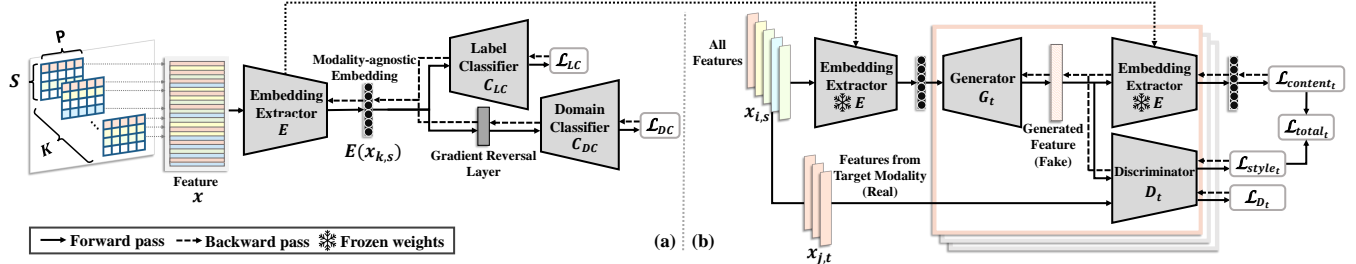 P
S
K
Feature
x
Embedding
Extractor
E
Modality-agnostic
Embedding
E(x_{k,s})
Label
Classifier
C_{LC}
ℒ_{LC}
Gradient Reversal
Layer
Domain
Classifier
C_{DC}
ℒ_{DC}
Forward pass
Backward pass
Frozen weights
(a)
(b)
All
Features
x_{i,s}
Embedding
Extractor
E
Generator
G_t
Generated
Feature
(Fake)
Embedding
Extractor
E
ℒ_{content_t}
ℒ_{total_t}
Features from
Target Modality
(Real)
x_{j,t}
Discriminator
D_t
ℒ_{style_t}
ℒ_{D_t}